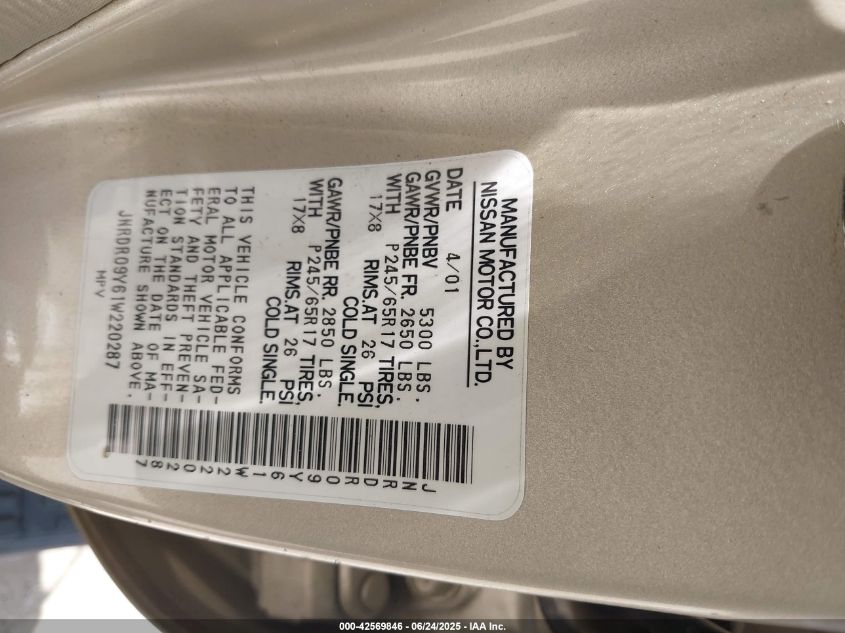 MANUFACTURED BY
NISSAN MOTOR CO.,LTD.
DATE 4/01
GVWR/PNBV 5300 LBS.
GAWR/PNBE FR. 2650 LBS.
WITH P245/65R17 TIRES,
17X8 RIMS.AT 26 PSI
COLD SINGLE.
GAWR/PNBE RR. 2850 LBS.
WITH P245/65R17 TIRES,
17X8 RIMS.AT 26 PSI
COLD SINGLE.
THIS VEHICLE CONFORMS
TO ALL APPLICABLE FED-
ERAL MOTOR VEHICLE SA-
FETY AND THEFT PREVEN-
TION STANDARDS IN EFF-
ECT ON THE DATE OF MA-
NUFACTURE SHOWN ABOVE.
JNRDR09Y61W220287
MPV
JNRDR09Y61W220287
000-42569846 - 06/24/2025 - IAA Inc.